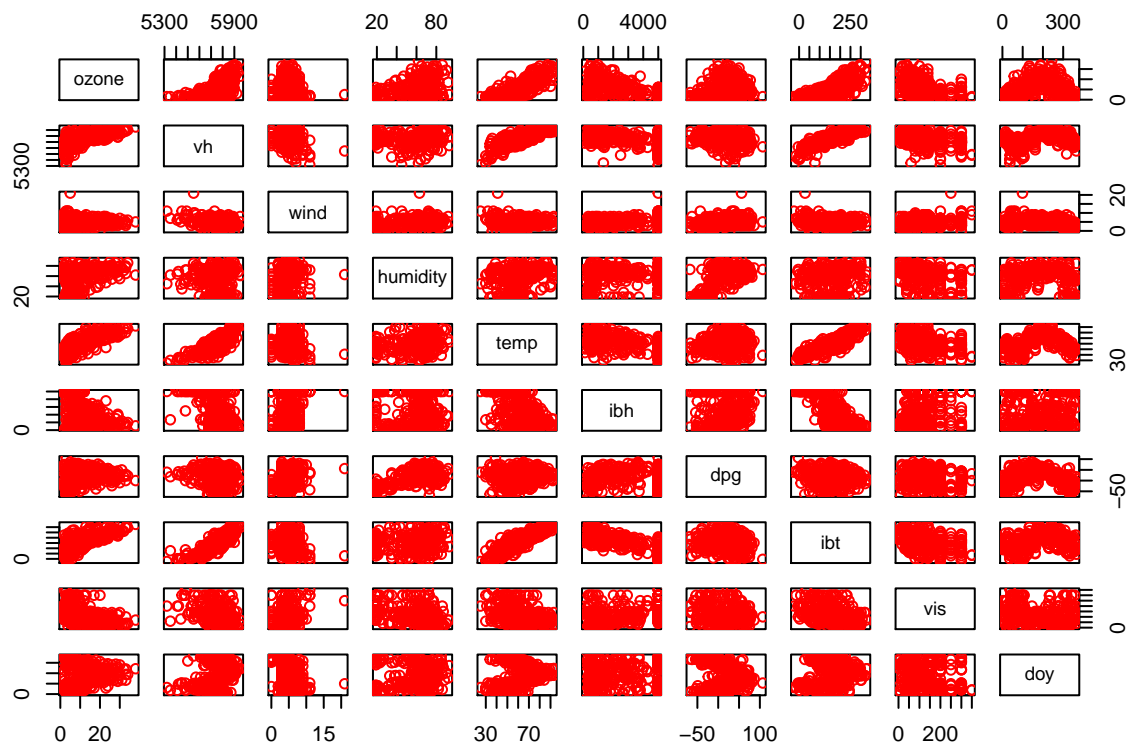 5300 5900 20 80 0 4000 0 250 0 300
ozone 0
5300 vh
wind 0 20
20 humidity
temp 30
0 ibh
dpg −50
0 ibt
vis 0
0 doy
0 20 0 15 30 70 −50 100 0 200